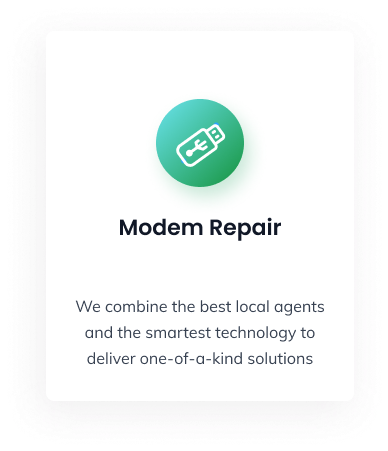 Modem Repair
We combine the best local agents
and the smartest technology to
deliver one-of-a-kind solutions